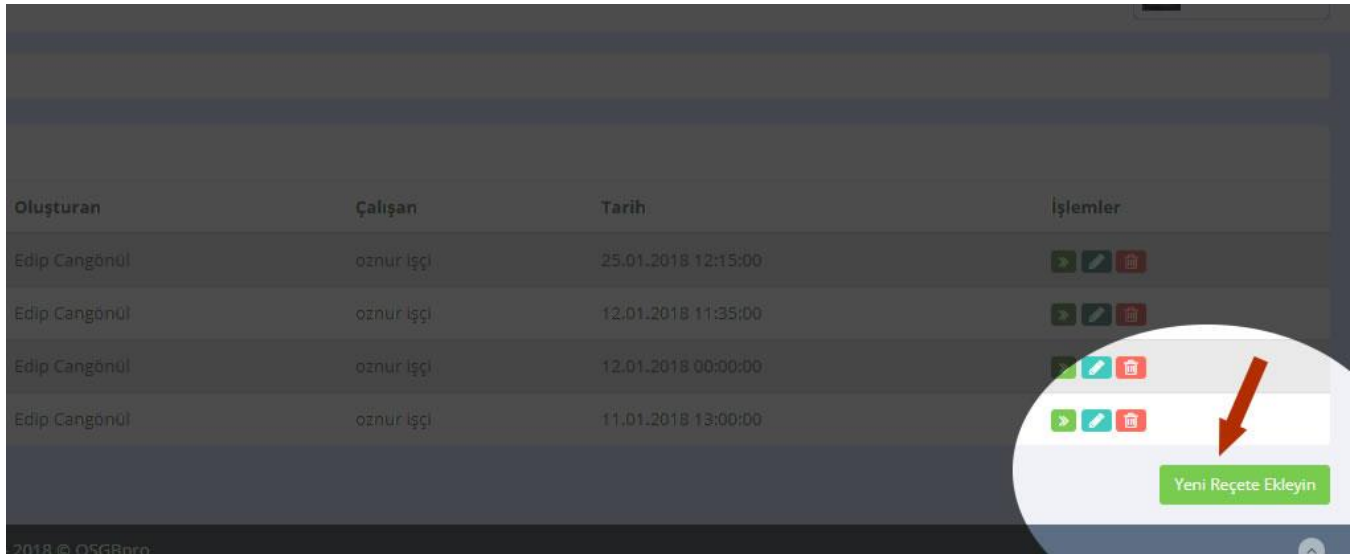 Oluşturan Çalışan Tarih İşlemler
Edip Cangönül oznur işçi 25.01.2018 12:15:00
Edip Cangönül oznur işçi 12.01.2018 11:35:00
Edip Cangönül oznur işçi 12.01.2018 00:00:00
Edip Cangönül oznur işçi 11.01.2018 13:00:00
Yeni Reçete Ekleyin
2018 © OSGBpro